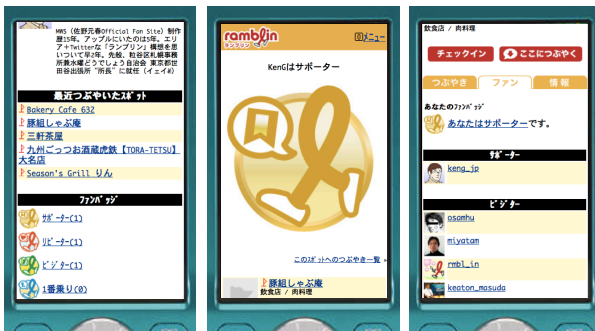 MWS（佐野元春Official Fan Site）制作
歴15年。アップルにいたのは5年。エリ
ア＋Twitterな「ランブリン」構想を思
いついて早2年。先般、粒谷区札幌事務
所兼水曜どうでしょう自治会 東京都世
田谷出張所“所長”に就任（イェイ#）
最近つぶやいたｽﾎﾟｯﾄ
Bakery Cafe 632
豚組しゃぶ庵
三軒茶屋
九州ごっつお酒蔵虎鉄【TORA-TETSU】
大名店
Season's Grill りん
ﾌｧﾝﾊﾞｯｼﾞ
ｻﾎﾟｰﾀｰ(1)
ﾘﾋﾟｰﾀｰ(1)
ﾋﾞｼﾞﾀｰ(1)
1番乗り(0)
ramblin
ランブリン
0メニュー
KenGはサポーター
このｽﾎﾟｯﾄへのつぶやき一覧 »
豚組しゃぶ庵
飲食店 / 肉料理
飲食店 / 肉料理
チェックイン
ここにつぶやく
つぶやき
ファン
情報
あなたのﾌｧﾝﾊﾞｯｼﾞ
あなたはサポーターです。
ｻﾎﾟｰﾀｰ
keng_jp
ﾋﾞｼﾞﾀｰ
osamhu
miyatam
rmbl_in
keaton_masuda